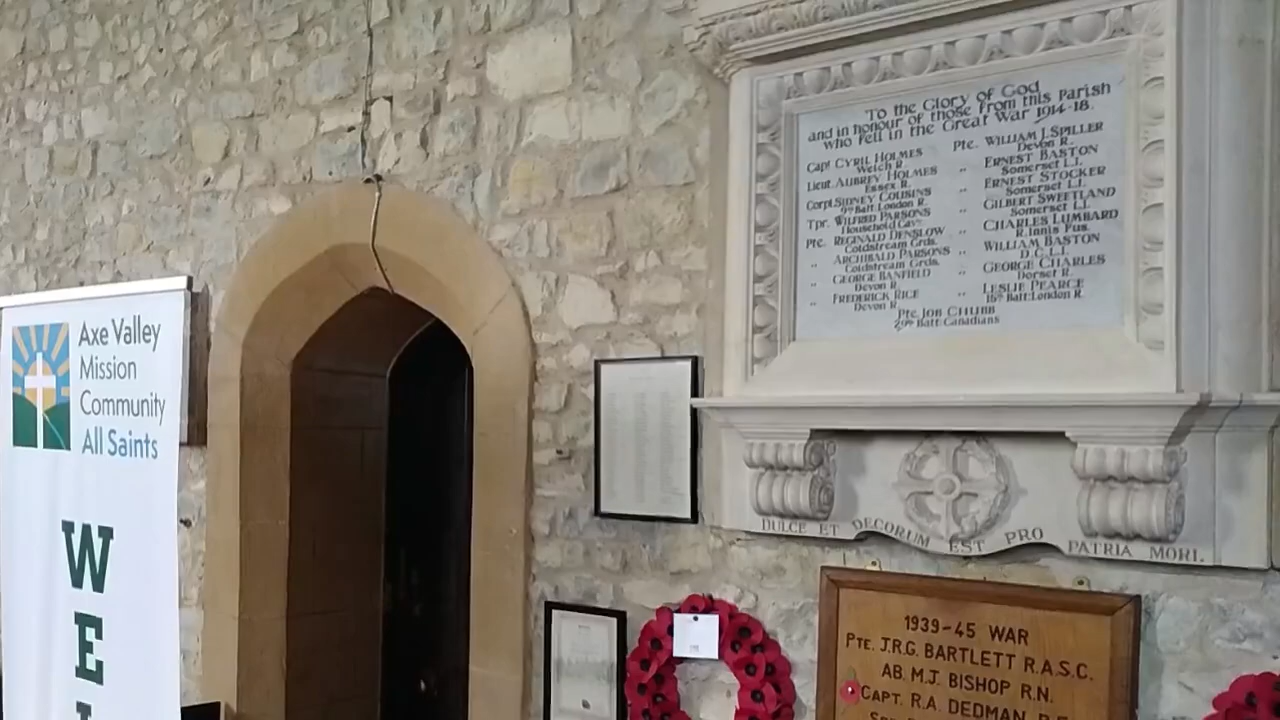 Axe Valley
Mission
Community
All Saints
W
E
To the Glory of God
and in honour of those from this Parish
who fell in the Great War 1914-18.
Capt CYRIL HOLMES
Welch R.
Lieut. AUBREY HOLMES
Essex R.
Corpl SIDNEY COUSINS
9th Batt: London R.
Tpr. WILFRED PARSONS
Household Cavy
Ptc. REGINALD DENSLOW
Coldstream Grds.
" ARCHIBALD PARSONS
Coldstream Grds.
" GEORGE BANFIELD
Devon R.
" FREDERICK RICE
Devon R.
Pte. WILLIAM J. SPILLER
Devon R.
" ERNEST BASTON
Somerset L.I.
" ERNEST STOCKER
Somerset L.I.
" GILBERT SWEETLAND
Somerset L.I.
" CHARLES LUMBARD
R. Innis Fus.
" WILLIAM BASTON
D.C.L.I.
" GEORGE CHARLES
Dorset R.
" LESLIE PEARCE
15th Batt: London R.
Pte. JOB CHUBB
29th Batt: Canadians
DULCE ET DECORUM EST PRO PATRIA MORI.
1939-45 WAR
PTE. J.R.G. BARTLETT R.A.S.C.
AB. M.J. BISHOP R.N.
CAPT. R.A. DEDMAN